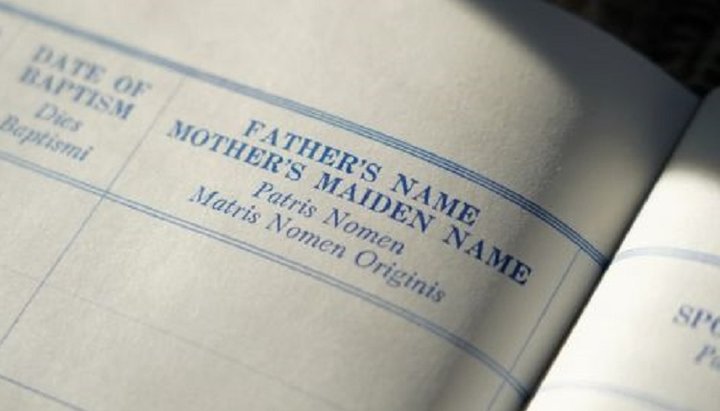 DATE OF
BAPTISM
Dies
Baptismi
FATHER'S NAME
MOTHER'S MAIDEN NAME
Patris Nomen
Matris Nomen Originis